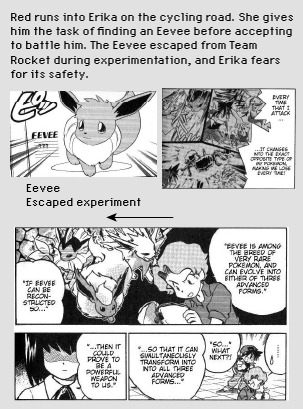 Red runs into Erika on the cycling road. She gives
him the task of finding an Eevee before accepting
to battle him. The Eevee escaped from Team
Rocket during experimentation, and Erika fears
for its safety.
EEVEE
???
EVERY
TIME
THAT I
ATTACK
...
...IT CHANGES
INTO THE EXACT
OPPOSITE TYPE OF
MY POKEMON,
MAKING ME LOSE
EVERY TIME!
Eevee
Escaped experiment
"EEVEE IS AMONG
THE BREED OF
VERY RARE
POKEMON, AND
CAN EVOLVE INTO
EITHER OF THREE
ADVANCED
FORMS."
"IF EEVEE
CAN BE
RECON-
STRUCTED
SO..."
"SO..."
WHAT
NEXT?!
"...SO THAT IT CAN
SIMULTANEOUSLY
TRANSFORM INTO
INTO ALL THREE
ADVANCED
FORMS..."
"...THEN IT
COULD
PROVE TO
BE A
POWERFUL
WEAPON
TO US."